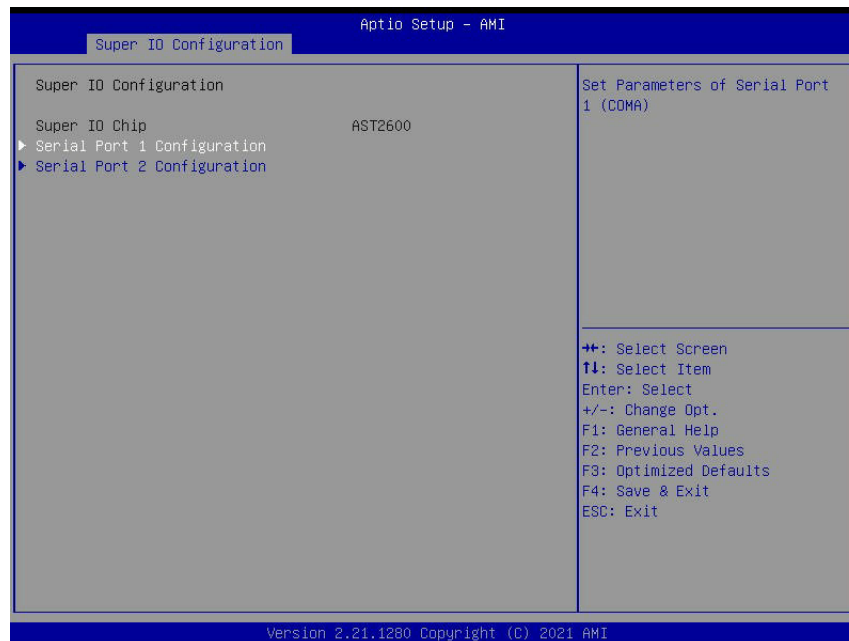 Aptio Setup – AMI
Super IO Configuration
Super IO Configuration
Super IO Chip AST2600
Serial Port 1 Configuration
Serial Port 2 Configuration
Set Parameters of Serial Port
1 (COMA)
→←: Select Screen
↑↓: Select Item
Enter: Select
+/-: Change Opt.
F1: General Help
F2: Previous Values
F3: Optimized Defaults
F4: Save & Exit
ESC: Exit
Version 2.21.1280 Copyright (C) 2021 AMI